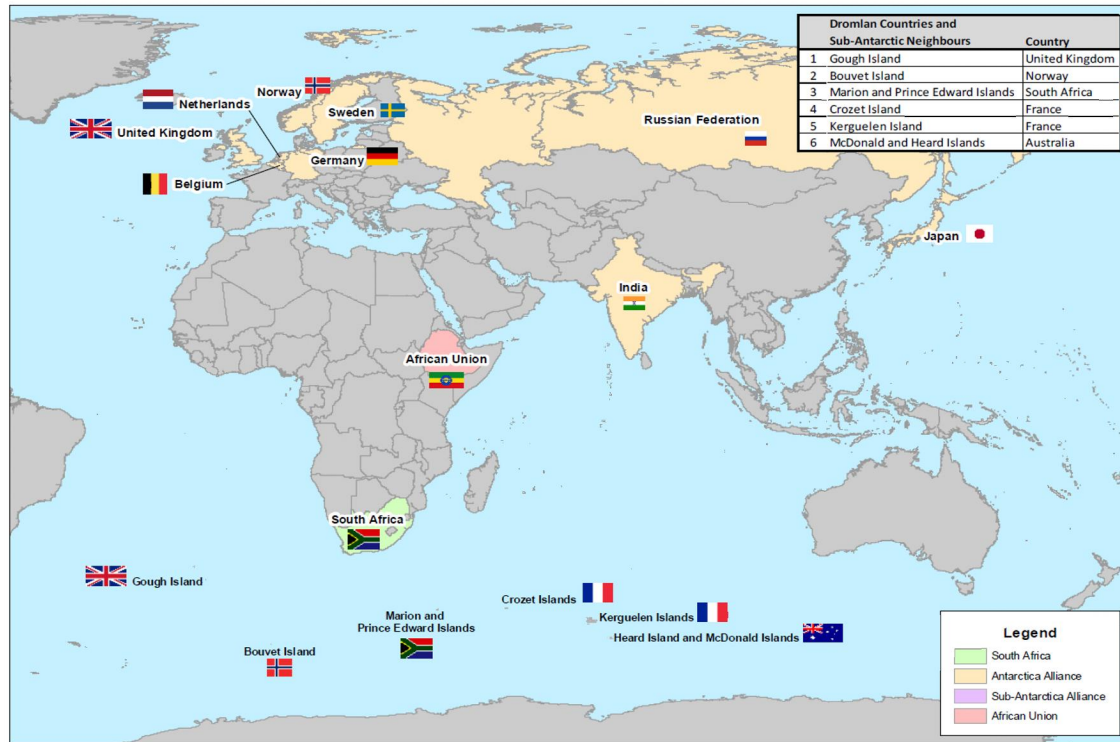 Dromlan Countries and
Sub-Antarctic Neighbours Country
1 Gough Island United Kingdom
2 Bouvet Island Norway
3 Marion and Prince Edward Islands South Africa
4 Crozet Island France
5 Kerguelen Island France
6 McDonald and Heard Islands Australia
Norway
Netherlands
Sweden
United Kingdom
Russian Federation
Germany
Belgium
Japan
India
African Union
South Africa
Gough Island
Crozet Islands
Kerguelen Islands
Marion and
Prince Edward Islands
Heard Island and McDonald Islands
Bouvet Island
Legend
South Africa
Antarctica Alliance
Sub-Antarctica Alliance
African Union